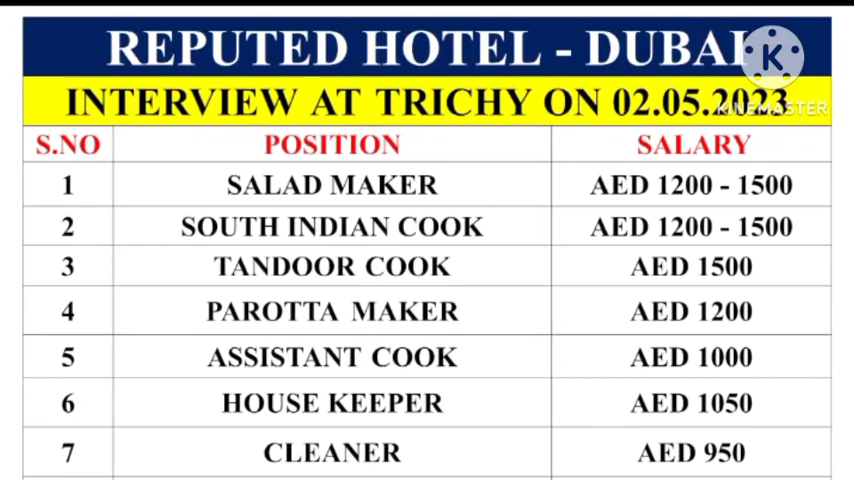 REPUTED HOTEL - DUBAI
K
INTERVIEW AT TRICHY ON 02.05.2023
KINEMASTER
S.NO POSITION SALARY
1 SALAD MAKER AED 1200 - 1500
2 SOUTH INDIAN COOK AED 1200 - 1500
3 TANDOOR COOK AED 1500
4 PAROTTA MAKER AED 1200
5 ASSISTANT COOK AED 1000
6 HOUSE KEEPER AED 1050
7 CLEANER AED 950